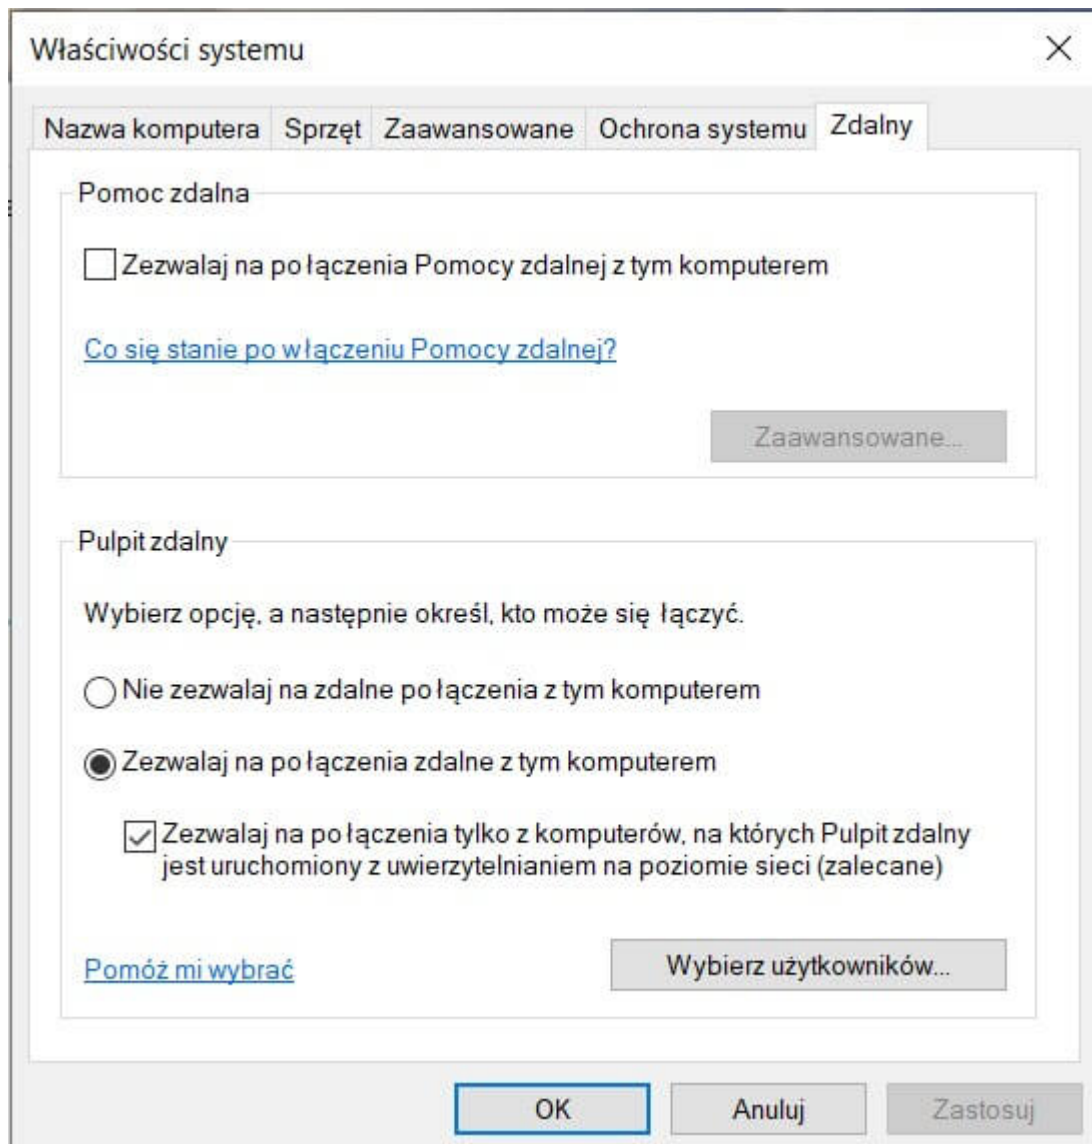 Właściwości systemu
Nazwa komputera Sprzęt Zaawansowane Ochrona systemu Zdalny
Pomoc zdalna
Zezwalaj na połączenia Pomocy zdalnej z tym komputerem
Co się stanie po włączeniu Pomocy zdalnej?
Zaawansowane...
Pulpit zdalny
Wybierz opcję, a następnie określ, kto może się łączyć.
Nie zezwalaj na zdalne połączenia z tym komputerem
Zezwalaj na połączenia zdalne z tym komputerem
Zezwalaj na połączenia tylko z komputerów, na których Pulpit zdalny
jest uruchomiony z uwierzytelnianiem na poziomie sieci (zalecane)
Pomóż mi wybrać Wybierz użytkowników...
OK Anuluj Zastosuj